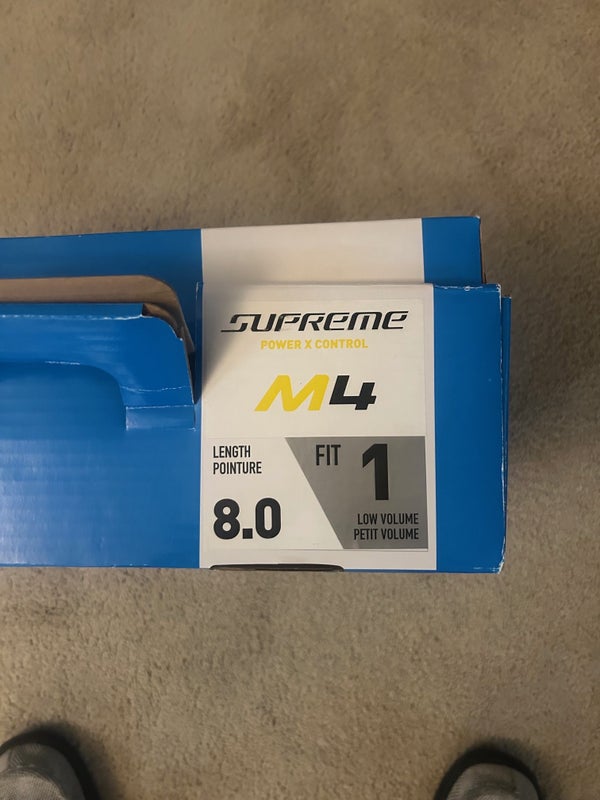 SUPREME
POWER X CONTROL
M4
LENGTH
POINTURE
8.0
FIT 1
LOW VOLUME
PETIT VOLUME